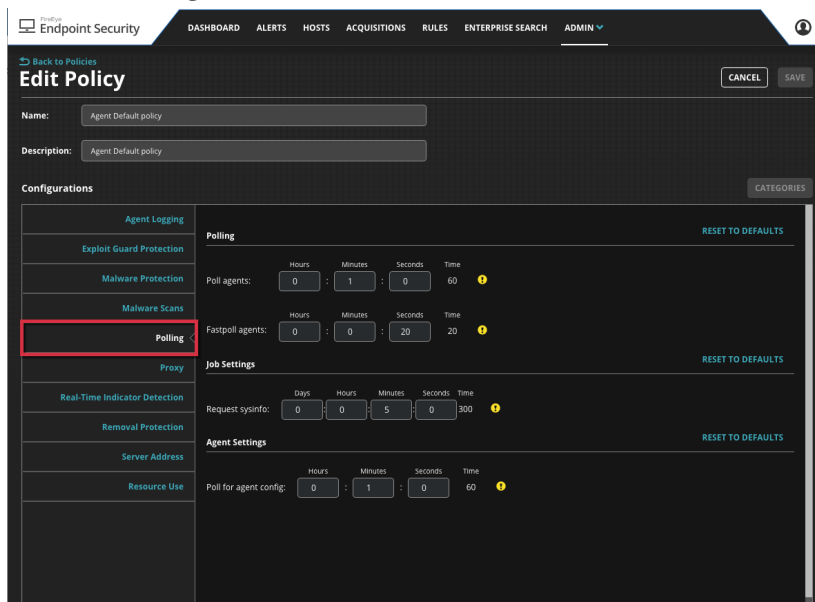 FireEye
Endpoint Security
DASHBOARD ALERTS HOSTS ACQUISITIONS RULES ENTERPRISE SEARCH ADMIN
Back to Policies
Edit Policy
CANCEL SAVE
Name: Agent Default policy
Description: Agent Default policy
Configurations
CATEGORIES
Agent Logging
Exploit Guard Protection
Malware Protection
Malware Scans
Polling
Proxy
Real-Time Indicator Detection
Removal Protection
Server Address
Resource Use
Polling RESET TO DEFAULTS
Hours Minutes Seconds Time
Poll agents: 0 : 1 : 0 60
Hours Minutes Seconds Time
Fastpoll agents: 0 : 0 : 20 20
Job Settings RESET TO DEFAULTS
Days Hours Minutes Seconds Time
Request sysinfo: 0 : 0 : 5 : 0 300
Agent Settings RESET TO DEFAULTS
Hours Minutes Seconds Time
Poll for agent config: 0 : 1 : 0 60